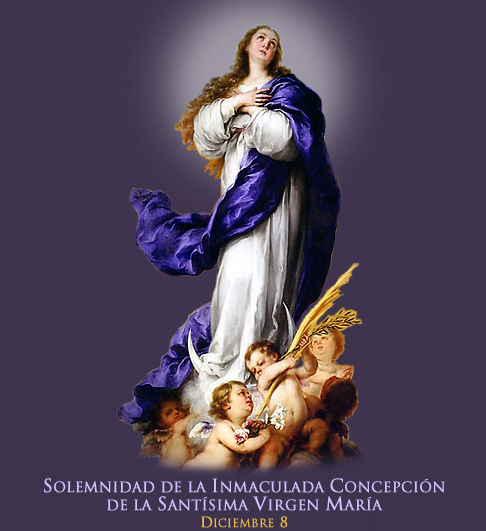 Solemnidad de la Inmaculada Concepción
de la Santísima Virgen María
Diciembre 8